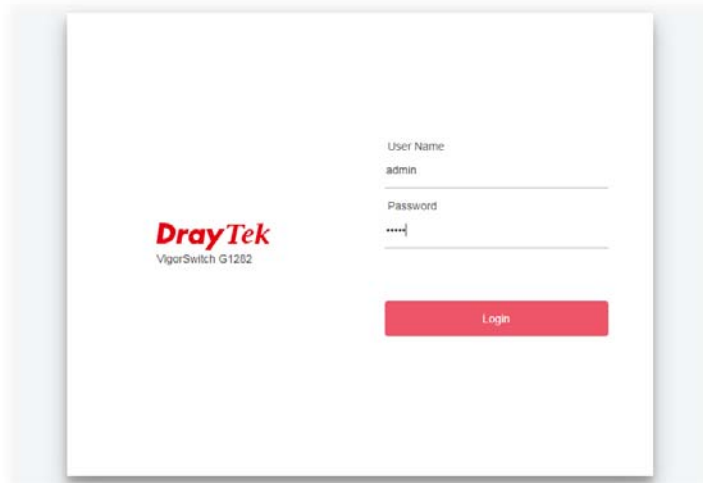 User Name
admin
Password
•••••
DrayTek
VigorSwitch G1282
Login